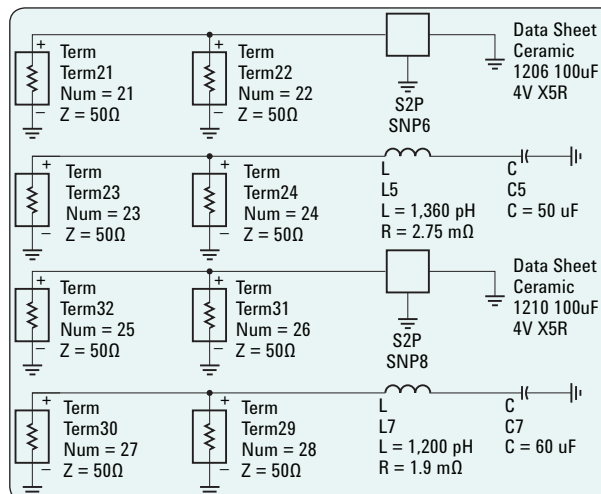 +
Term
Term21
Num = 21
Z = 50Ω
−
+
Term
Term22
Num = 22
Z = 50Ω
−
S2P
SNP6
Data Sheet
Ceramic
1206 100uF
4V X5R
+
Term
Term23
Num = 23
Z = 50Ω
−
+
Term
Term24
Num = 24
Z = 50Ω
−
L
L5
L = 1,360 pH
R = 2.75 mΩ
C
C5
C = 50 uF
+
Term
Term32
Num = 25
Z = 50Ω
−
+
Term
Term31
Num = 26
Z = 50Ω
−
S2P
SNP8
Data Sheet
Ceramic
1210 100uF
4V X5R
+
Term
Term30
Num = 27
Z = 50Ω
−
+
Term
Term29
Num = 28
Z = 50Ω
−
L
L7
L = 1,200 pH
R = 1.9 mΩ
C
C7
C = 60 uF